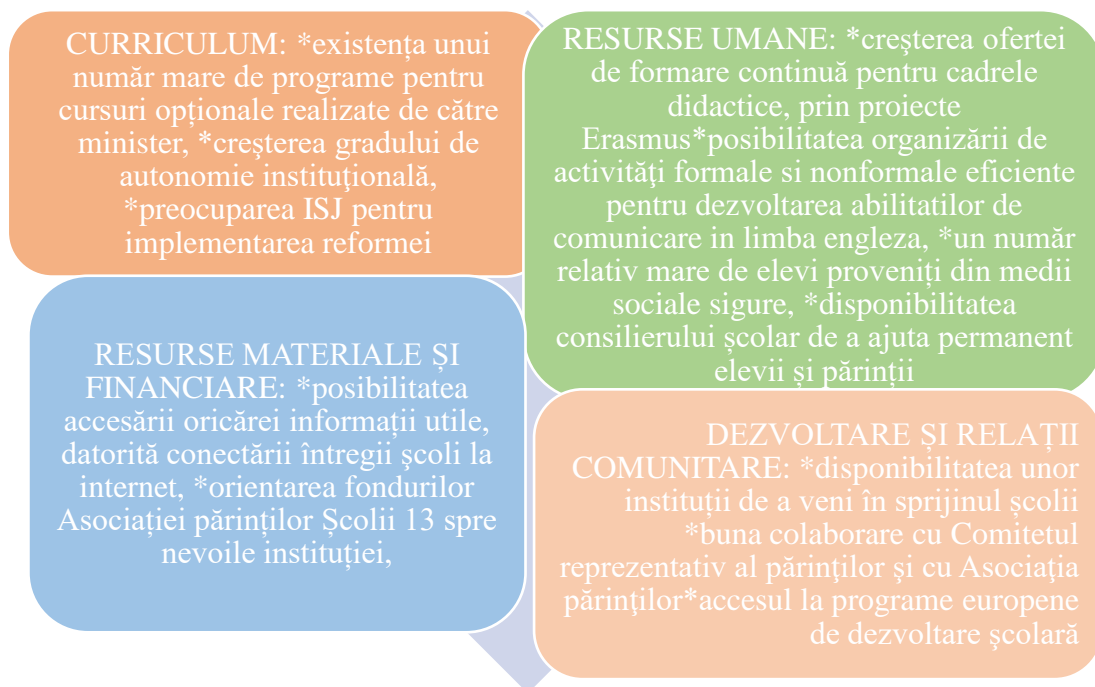 CURRICULUM: *existența unui
număr mare de programe pentru
cursuri opționale realizate de către
minister, *creşterea gradului de
autonomie instituţională,
*preocuparea ISJ pentru
implementarea reformei
RESURSE UMANE: *creşterea ofertei
de formare continuă pentru cadrele
didactice, prin proiecte
Erasmus*posibilitatea organizării de
activităţi formale si nonformale eficiente
pentru dezvoltarea abilitatilor de
comunicare in limba engleza, *un număr
relativ mare de elevi proveniți din medii
sociale sigure, *disponibilitatea
consilierului școlar de a ajuta permanent
elevii și părinții
RESURSE MATERIALE ȘI
FINANCIARE: *posibilitatea
accesării oricărei informații utile,
datorită conectării întregii şcoli la
internet, *orientarea fondurilor
Asociației părinților Școlii 13 spre
nevoile instituției,
DEZVOLTARE ȘI RELAȚII
COMUNITARE: *disponibilitatea unor
instituții de a veni în sprijinul școlii
*buna colaborare cu Comitetul
reprezentativ al părinţilor şi cu Asociaţia
părinţilor*accesul la programe europene
de dezvoltare școlară